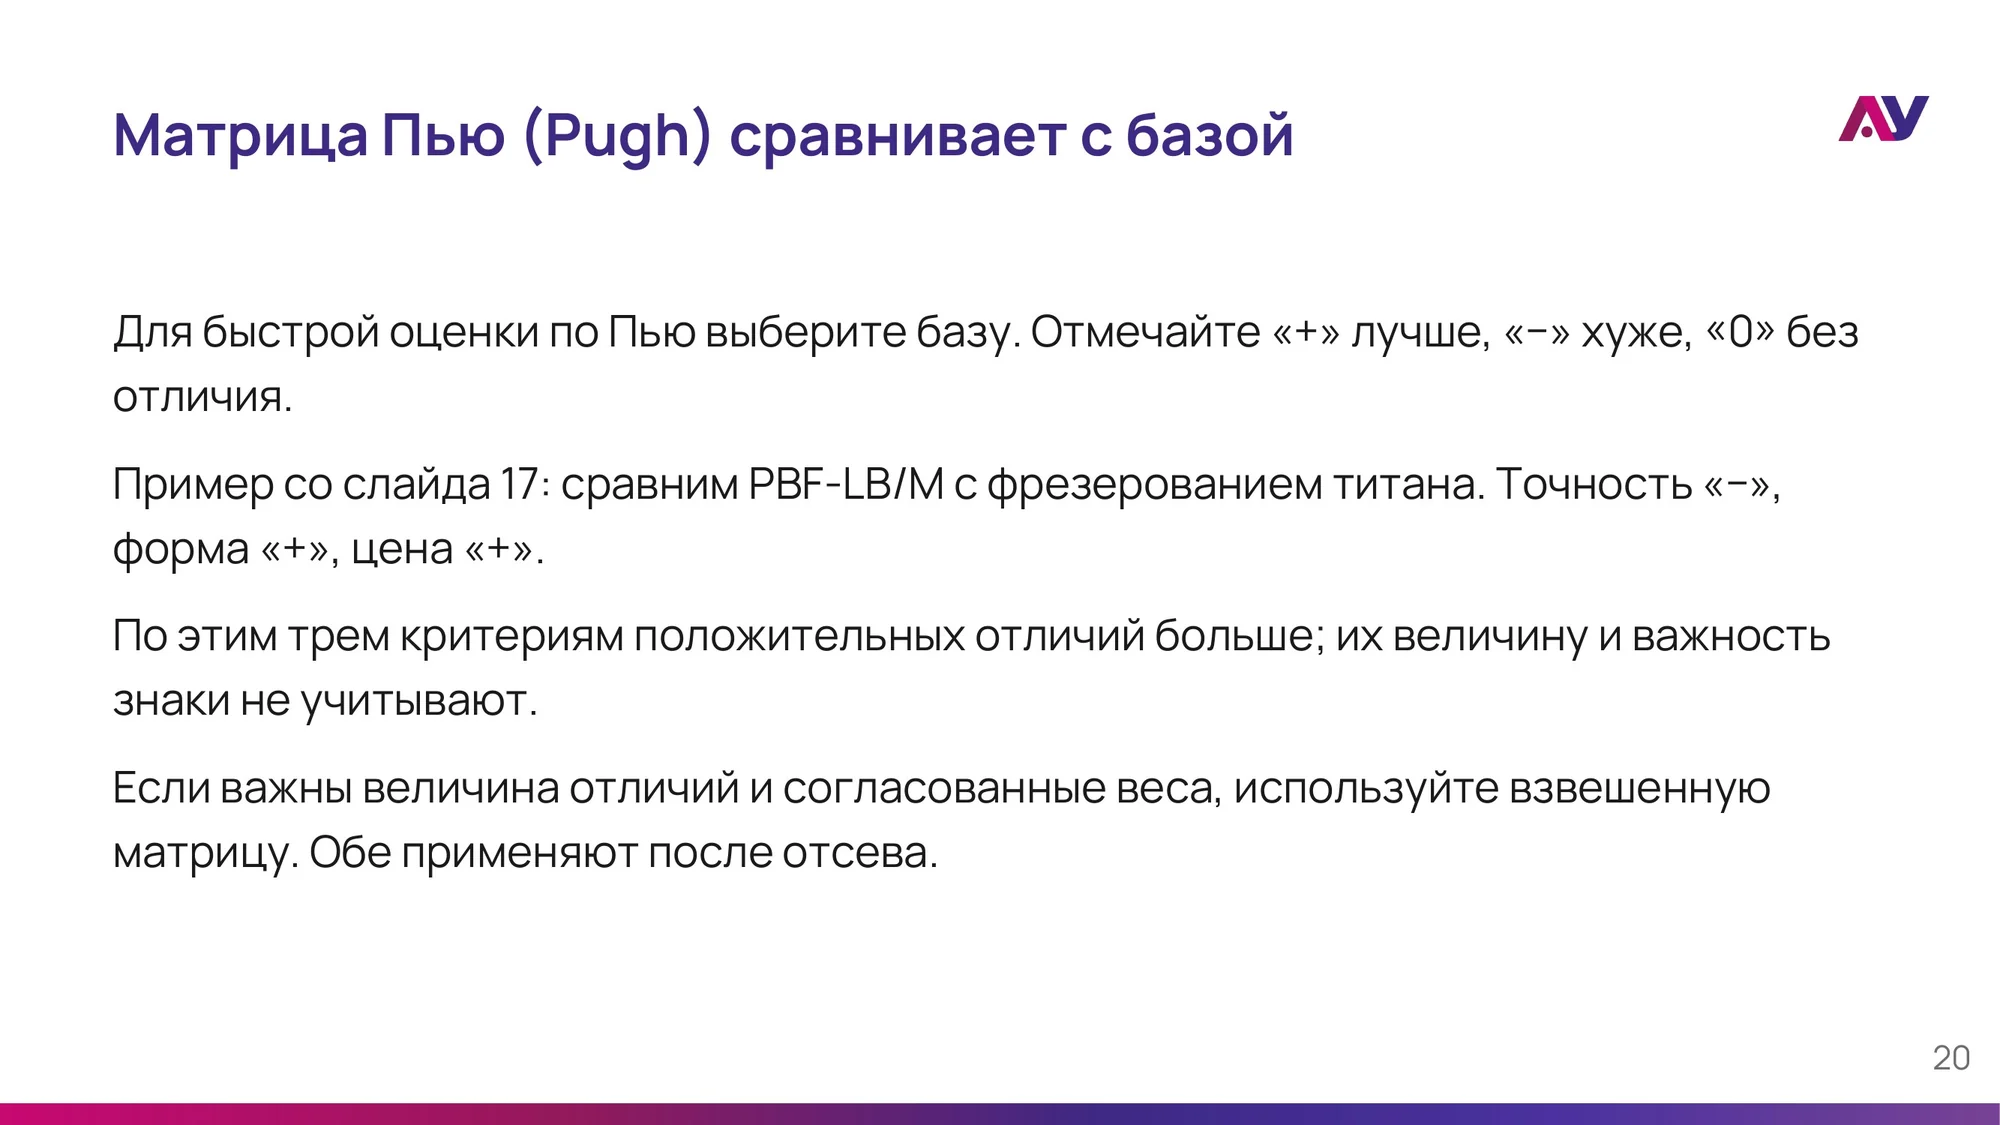 Матрица Пью (Pugh) сравнивает с базой
АУ
Для быстрой оценки по Пью выберите базу. Отмечайте «+» лучше, «−» хуже, «0» без
отличия.
Пример со слайда 17: сравним PBF-LB/M с фрезерованием титана. Точность «−»,
форма «+», цена «+».
По этим трем критериям положительных отличий больше; их величину и важность
знаки не учитывают.
Если важны величина отличий и согласованные веса, используйте взвешенную
матрицу. Обе применяют после отсева.
20